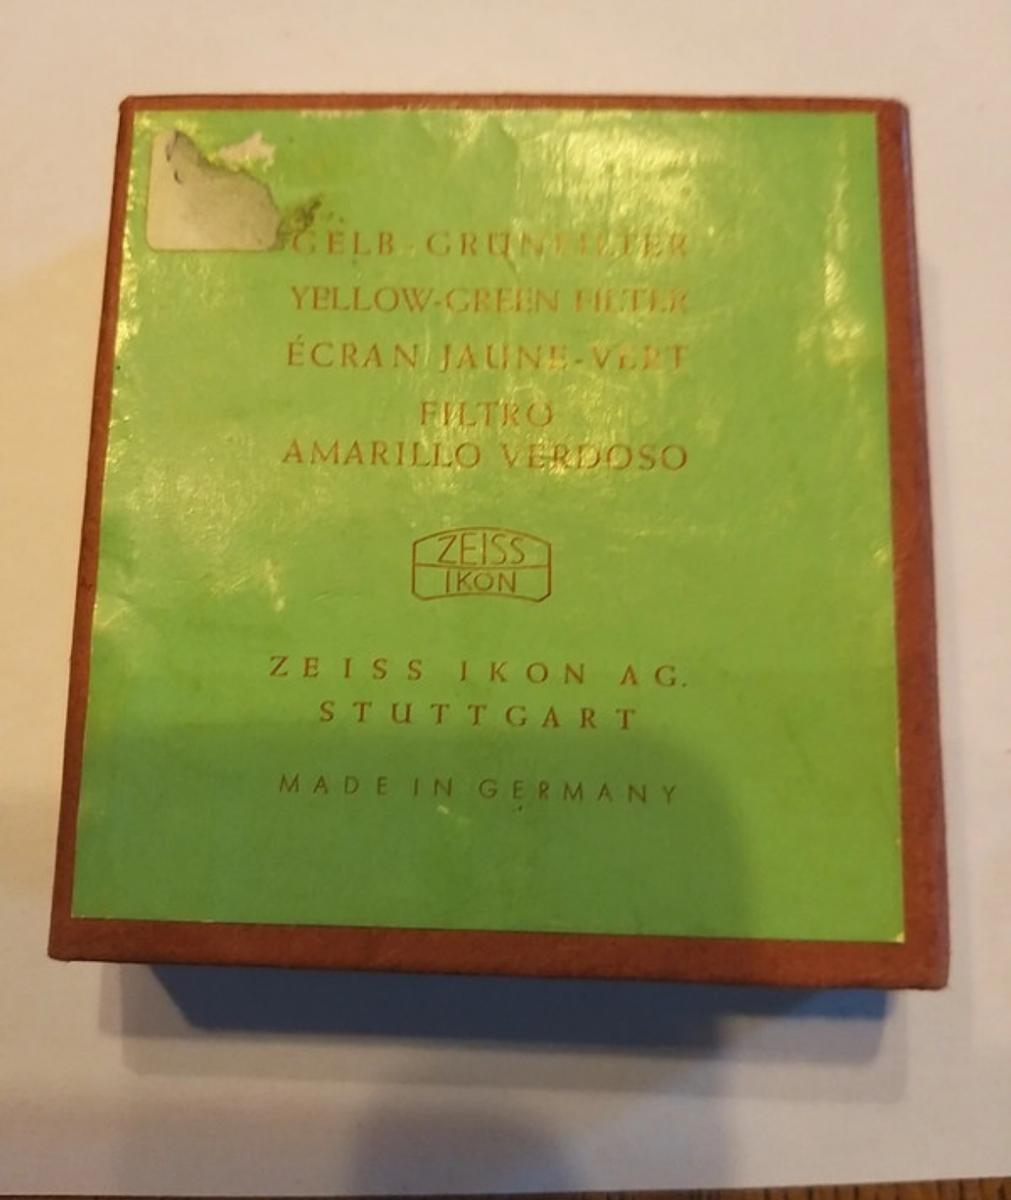 GELB-GRÜNFILTER
YELLOW-GREEN FILTER
ÉCRAN JAUNE-VERT
FILTRO
AMARILLO VERDOSO
ZEISS
IKON
ZEISS IKON AG.
STUTTGART
MADE IN GERMANY